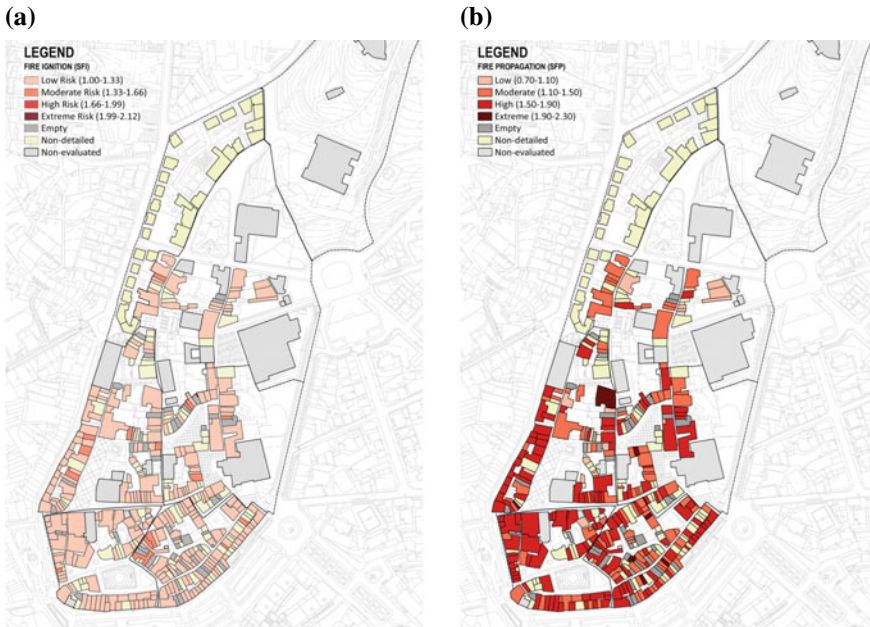 (a)
LEGEND
FIRE IGNITION (SFI)
Low Risk (1.00-1.33)
Moderate Risk (1.33-1.66)
High Risk (1.66-1.99)
Extreme Risk (1.99-2.12)
Empty
Non-detailed
Non-evaluated
(b)
LEGEND
FIRE PROPAGATION (SFP)
Low (0.70-1.10)
Moderate (1.10-1.50)
High (1.50-1.90)
Extreme (1.90-2.30)
Empty
Non-detailed
Non-evaluated